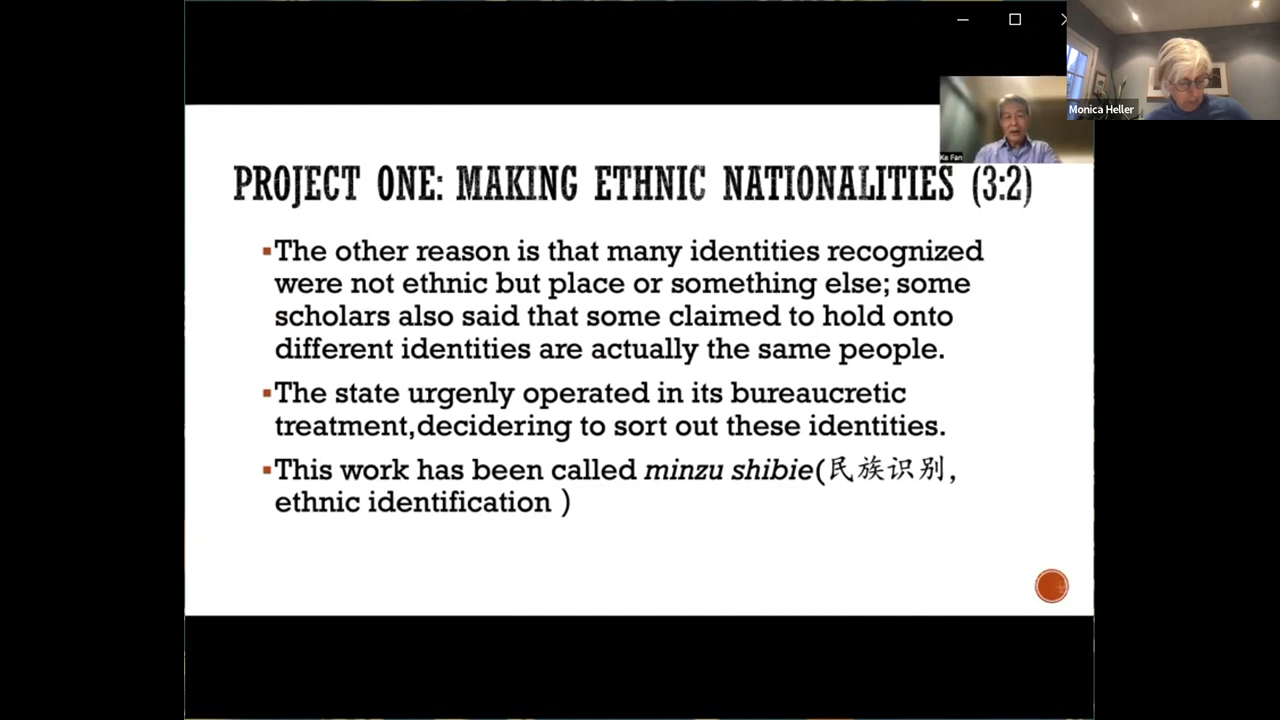 Monica Heller
Ke Fan
PROJECT ONE: MAKING ETHNIC NATIONALITIES (3:2)
▪The other reason is that many identities recognized
were not ethnic but place or something else; some
scholars also said that some claimed to hold onto
different identities are actually the same people.
▪The state urgenly operated in its bureaucretic
treatment,decidering to sort out these identities.
▪This work has been called minzu shibie(民族识别,
ethnic identification )